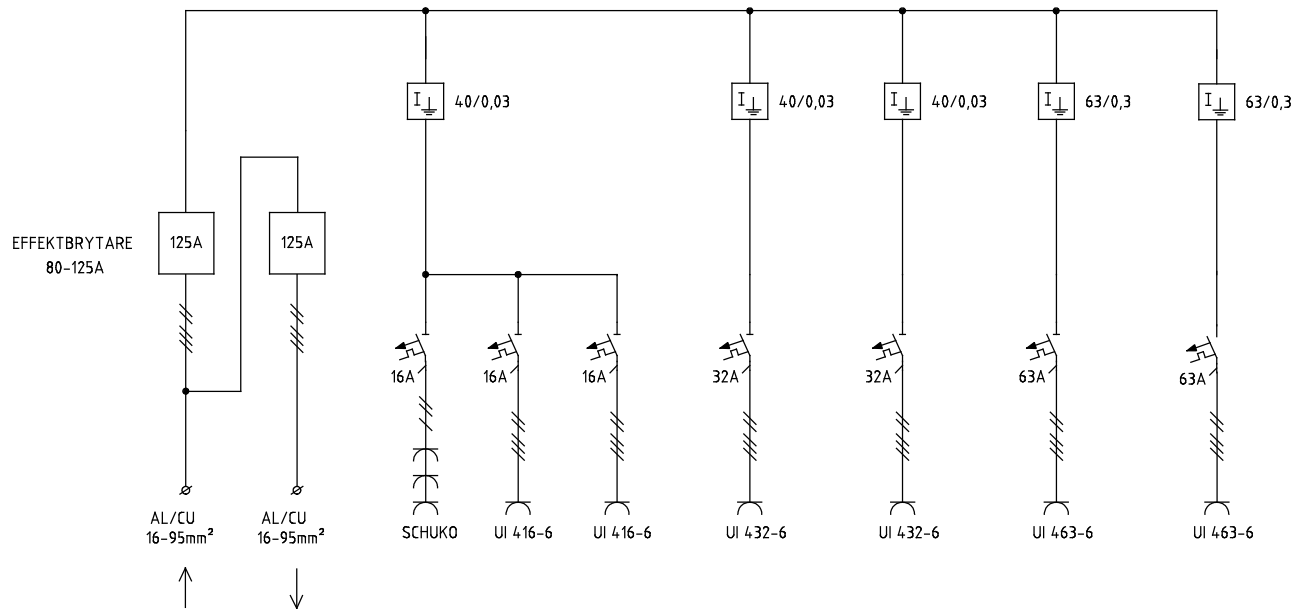 40/0,03
40/0,03
40/0,03
63/0,3
63/0,3
EFFEKTBRYTARE
80-125A
125A
125A
16A
16A
16A
32A
32A
63A
63A
AL/CU
16-95mm²
AL/CU
16-95mm²
SCHUKO
UI 416-6
UI 416-6
UI 432-6
UI 432-6
UI 463-6
UI 463-6